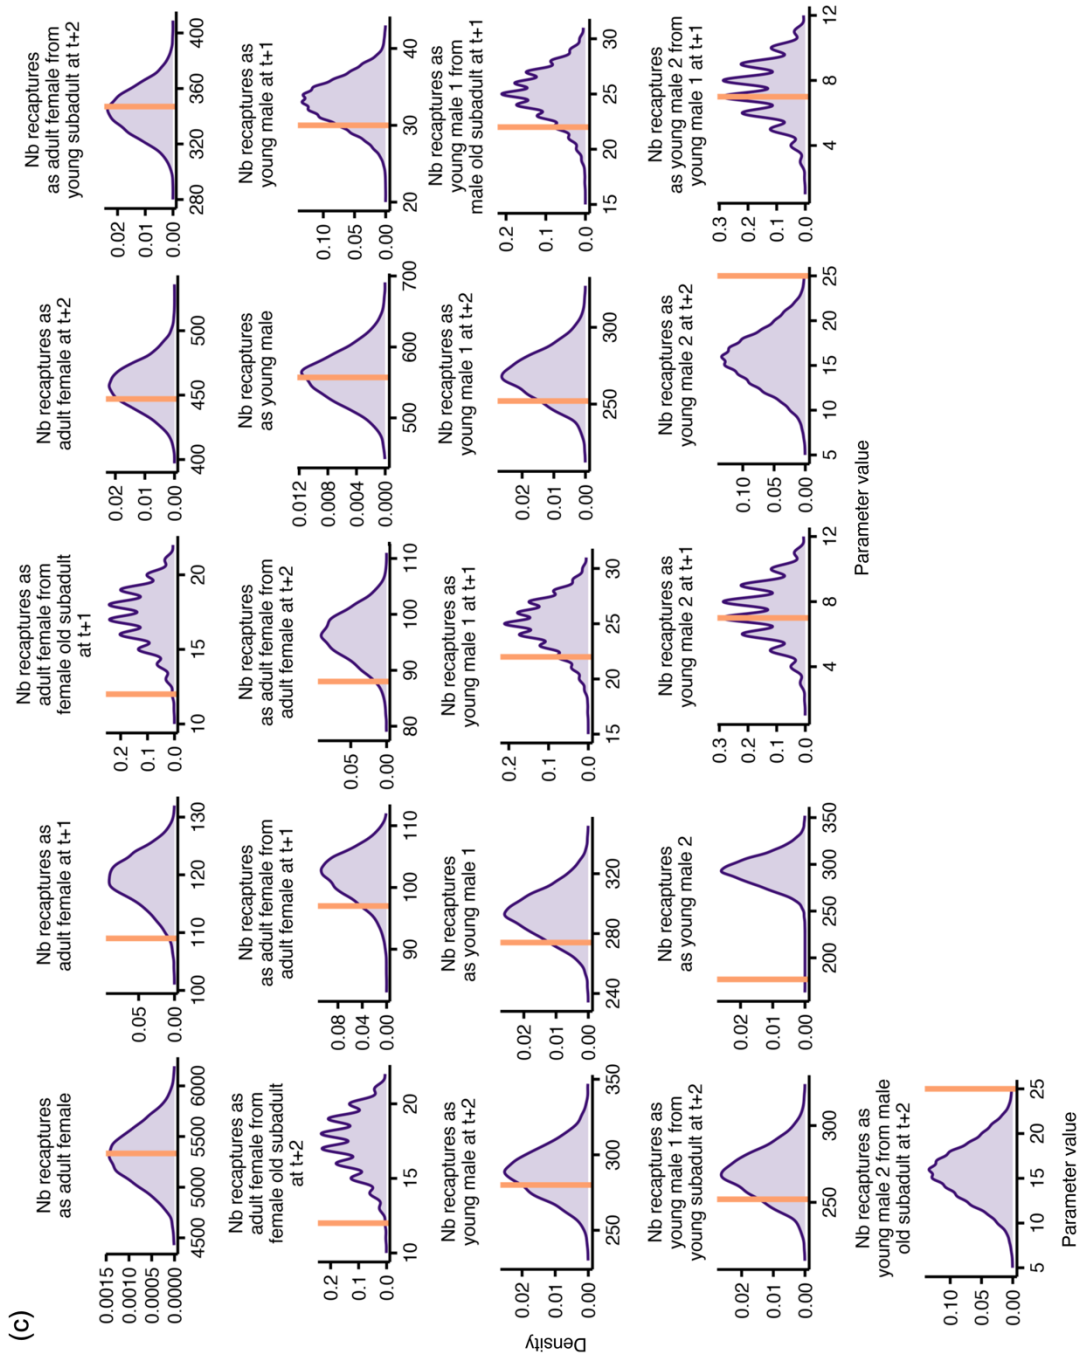 (c)
Nb recaptures
as adult female
0.0015
0.0010
0.0005
0.0000
4500 5000 5500 6000
Nb recaptures as
adult female at t+1
0.05
0.00
100 110 120 130
Nb recaptures as
adult female from
female old subadult
at t+1
0.2
0.1
0.0
10 15 20
Nb recaptures as
adult female at t+2
0.02
0.01
0.00
400 450 500
Nb recaptures
as adult female from
young subadult at t+2
0.02
0.01
0.00
280 320 360 400
Nb recaptures as
adult female from
female old subadult
at t+2
0.2
0.1
0.0
10 15 20
Nb recaptures
as adult female from
adult female at t+1
0.08
0.04
0.00
90 100 110
Nb recaptures
as adult female from
adult female at t+2
0.05
0.00
80 90 100 110
Nb recaptures
as young male
0.012
0.008
0.004
0.000
500 600 700
Nb recaptures as
young male at t+1
0.10
0.05
0.00
20 30 40
Density
Nb recaptures as
young male at t+2
0.02
0.01
0.00
250 300 350
Nb recaptures
as young male 1
0.02
0.01
0.00
240 280 320
Nb recaptures as
young male 1 at t+1
0.2
0.1
0.0
15 20 25 30
Nb recaptures as
young male 1 at t+2
0.02
0.01
0.00
250 300
Nb recaptures as
young male 1 from
male old subadult at t+1
0.2
0.1
0.0
15 20 25 30
Nb recaptures as
young male 1 from
young subadult at t+2
0.02
0.01
0.00
250 300
Nb recaptures
as young male 2
0.02
0.01
0.00
200 250 300 350
Nb recaptures as
young male 2 at t+1
0.3
0.2
0.1
0.0
4 8 12
Nb recaptures as
young male 2 at t+2
0.10
0.05
0.00
5 10 15 20 25
Nb recaptures
as young male 2 from
young male 1 at t+1
0.3
0.2
0.1
0.0
4 8 12
Parameter value
Nb recaptures as
young male 2 from male
old subadult at t+2
0.10
0.05
0.00
5 10 15 20 25
Parameter value